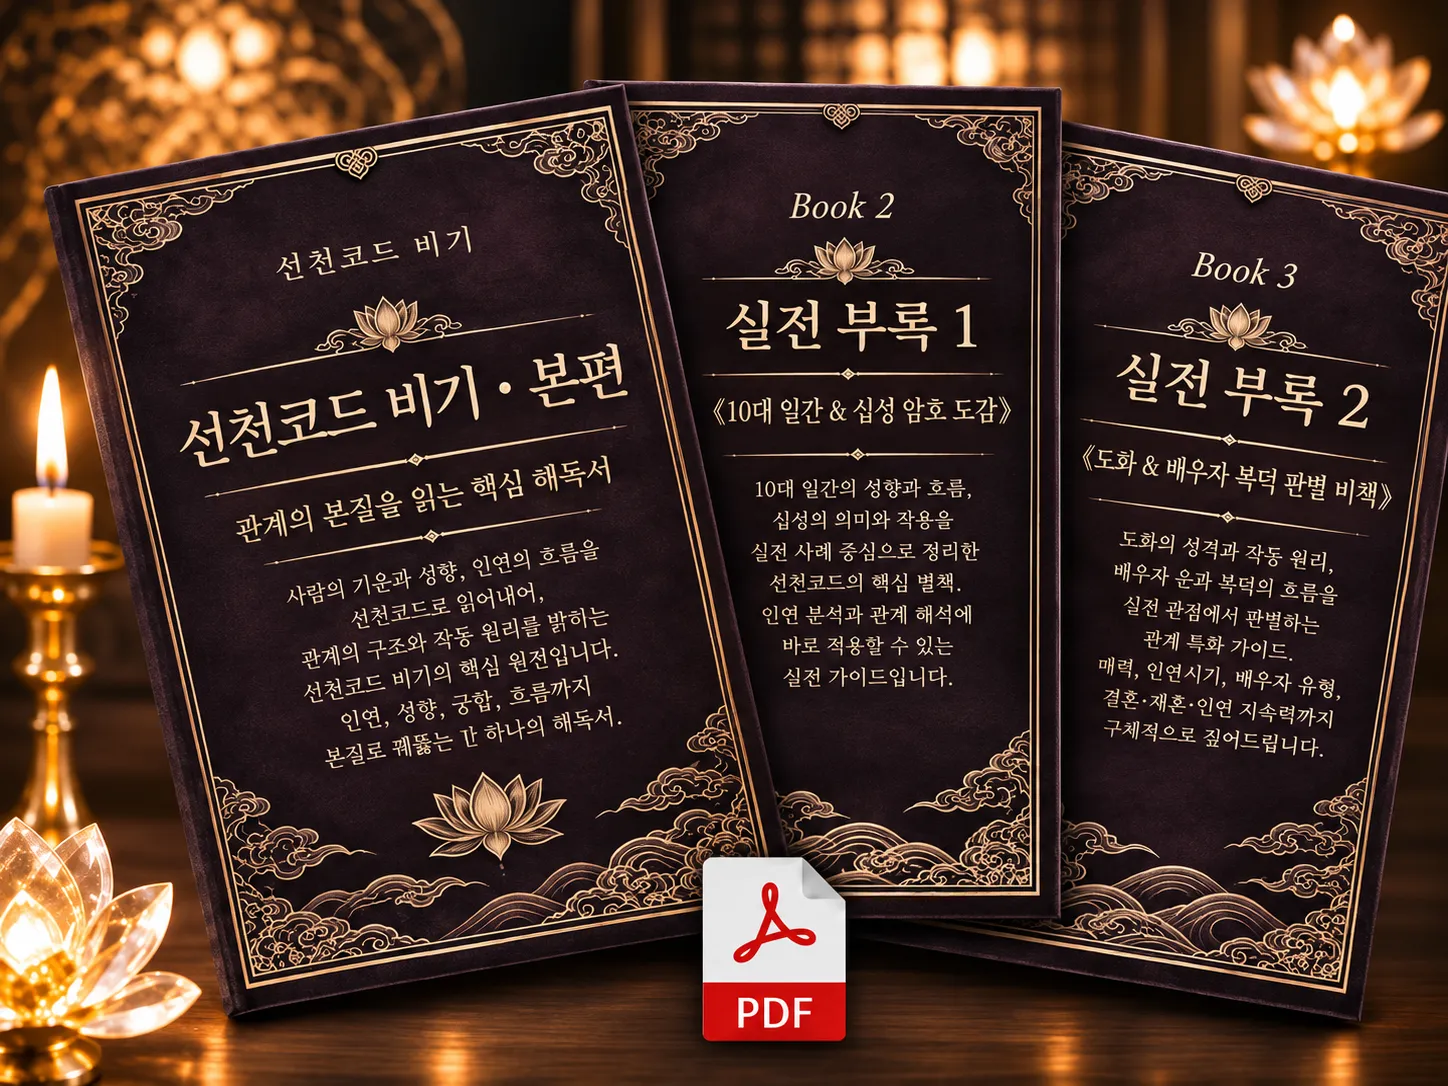 선천코드 비기
선천코드 비기 · 본편
관계의 본질을 읽는 핵심 해독서
사람의 기운과 성향, 인연의 흐름을
선천코드로 읽어내어,
관계의 구조와 작동 원리를 밝히는
선천코드 비기의 핵심 원전입니다.
인연, 성향, 궁합, 흐름까지
본질로 꿰뚫는 하나의 해독서.
Book 2
실전 부록 1
《10대 일간 & 십성 암호 도감》
10대 일간의 성향과 흐름,
십성의 의미와 작용을
실전 사례 중심으로 정리한
선천코드의 핵심 별책.
인연 분석과 관계 해석에
바로 적용할 수 있는
실전 가이드입니다.
Book 3
실전 부록 2
《도화 & 배우자 복덕 판별 비책》
도화의 성격과 작동 원리,
배우자 운과 복덕의 흐름을
실전 관점에서 판별하는
관계 특화 가이드.
매력, 인연시기, 배우자 유형,
결혼·재혼·인연 지속력까지
구체적으로 짚어드립니다.
PDF